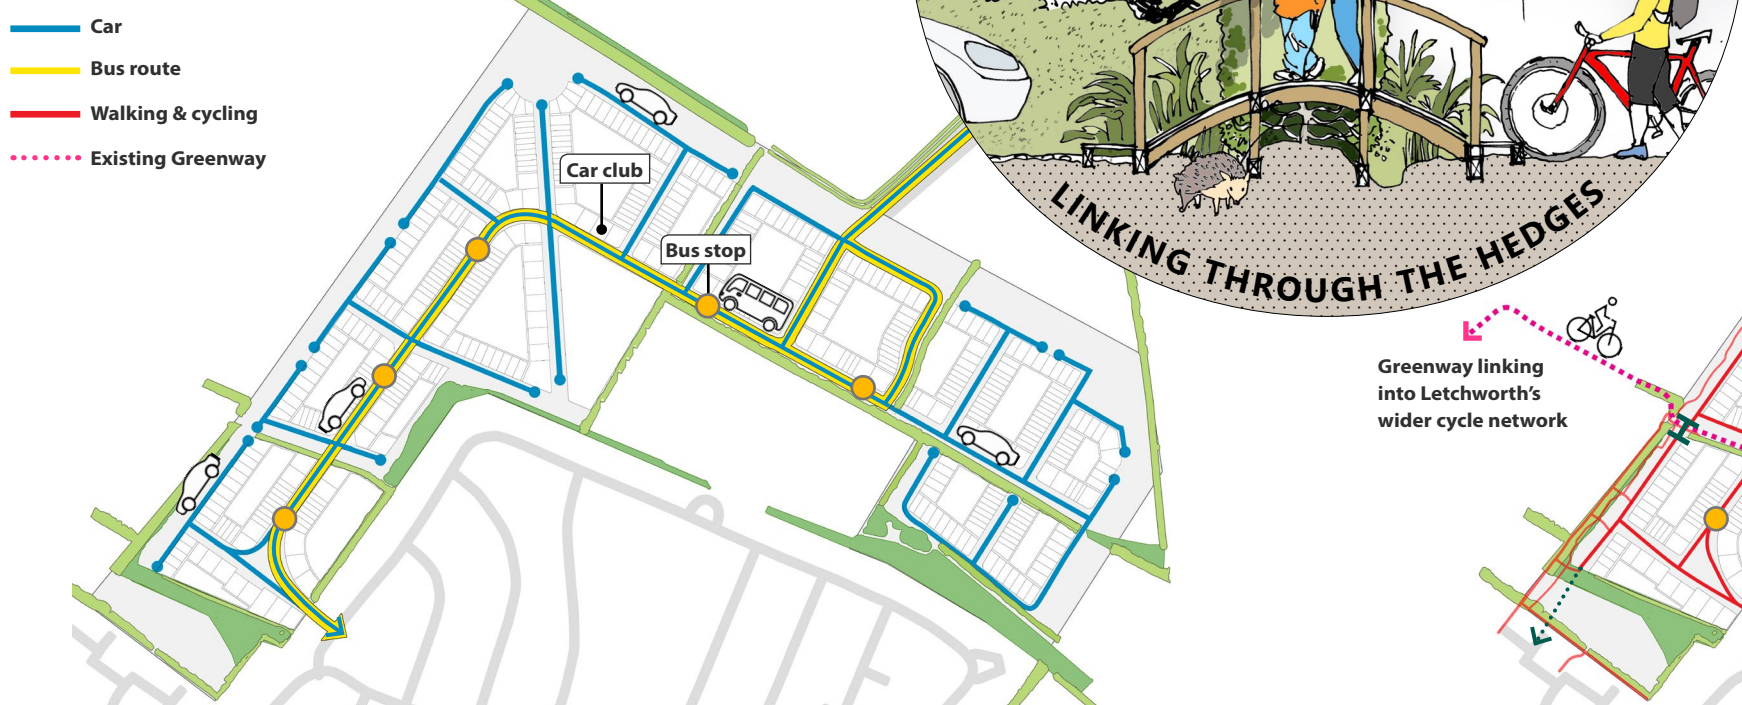 Car
Bus route
Walking & cycling
Existing Greenway
Car club
Bus stop
LINKING THROUGH THE HEDGES
Greenway linking
into Letchworth’s
wider cycle network